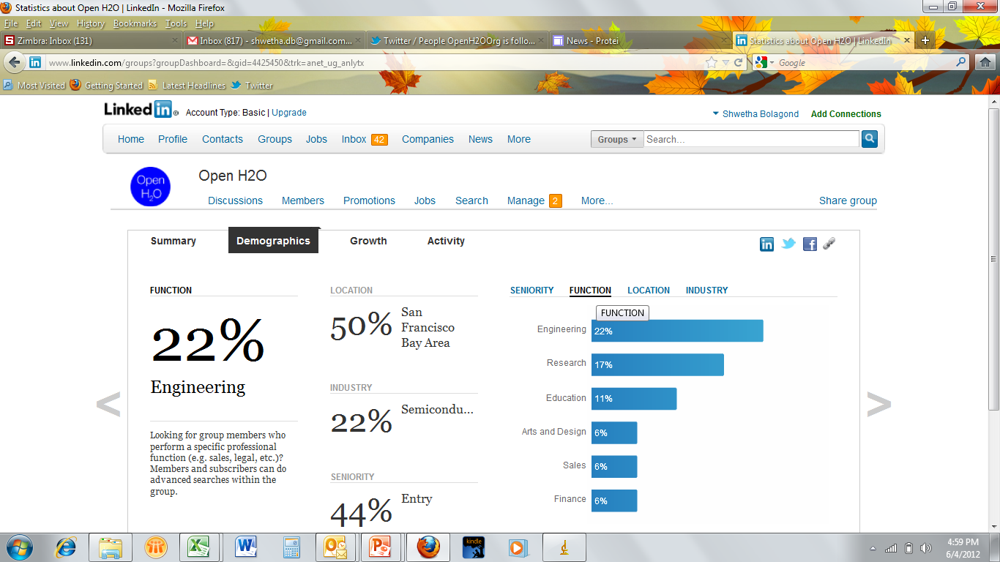 Statistics about Open H2O | LinkedIn - Mozilla Firefox
File Edit View History Bookmarks Tools Help
Zimbra: Inbox (131)
Inbox (817) - shwetha.db@gmail.com...
Twitter / People OpenH2OOrg is follo...
News - Protei
Statistics about Open H2O | LinkedIn
www.linkedin.com/groups?groupDashboard=&gid=4425450&trk=anet_ug_anlytx
Google
Most Visited Getting Started Latest Headlines Twitter
Linked in Account Type: Basic | Upgrade
Shwetha Bolagond Add Connections
Home Profile Contacts Groups Jobs Inbox 42 Companies News More
Groups Search...
Open H2O
Open
H2O
Discussions Members Promotions Jobs Search Manage 2 More...
Share group
Summary Demographics Growth Activity
FUNCTION
22%
Engineering
Looking for group members who
perform a specific professional
function (e.g. sales, legal, etc.)?
Members and subscribers can do
advanced searches within the
group.
LOCATION
50% San
Francisco
Bay Area
INDUSTRY
22% Semicondu...
SENIORITY
44% Entry
SENIORITY FUNCTION LOCATION INDUSTRY
FUNCTION
Engineering 22%
Research 17%
Education 11%
Arts and Design 6%
Sales 6%
Finance 6%
kindle
4:59 PM
6/4/2012